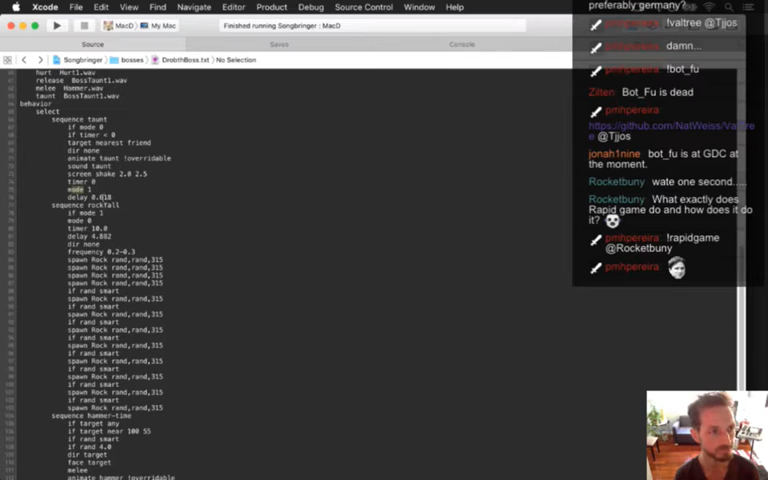 Xcode File Edit View Find Navigate Editor Product Debug Source Control Window Help
MacD My Mac
Finished running Songbringer : MacD
Source Saves Console
Songbringer bosses DrobthBoss.txt No Selection
hurt Hurt1.wav
release BossTaunt1.wav
melee Hammer.wav
taunt BossTaunt1.wav
behavior
select
sequence taunt
if mode 0
if timer < 0
target nearest friend
dir none
animate taunt !overridable
sound taunt
screen shake 2.0 2.5
timer 0
mode 1
delay 0.618
sequence rockfall
if mode 1
mode 0
timer 10.0
delay 4.882
dir none
frequency 0.2~0.3
spawn Rock rand,rand,315
spawn Rock rand,rand,315
spawn Rock rand,rand,315
spawn Rock rand,rand,315
if rand smart
spawn Rock rand,rand,315
if rand smart
spawn Rock rand,rand,315
if rand smart
spawn Rock rand,rand,315
if rand smart
spawn Rock rand,rand,315
if rand smart
spawn Rock rand,rand,315
if rand smart
spawn Rock rand,rand,315
if rand smart
spawn Rock rand,rand,315
spawn Rock rand,rand,315
sequence hammer-time
if target any
if target near 100 55
if rand smart
if rand 4.0
dir target
face target
melee
animate hammer !overridable
preferably germany?
pmhpereira: !valtree @Tjjos
pmhpereira: damn...
pmhpereira: !bot_fu
Zilten: Bot_Fu is dead
pmhpereira:
https://github.com/NatWeiss/Valtre
e @Tjjos
jonah1nine: bot_fu is at GDC at
the moment.
Rocketbuny: wate one second.....
Rocketbuny: What exactly does
Rapid game do and how does it do
it?
pmhpereira: !rapidgame
@Rocketbuny
pmhpereira: